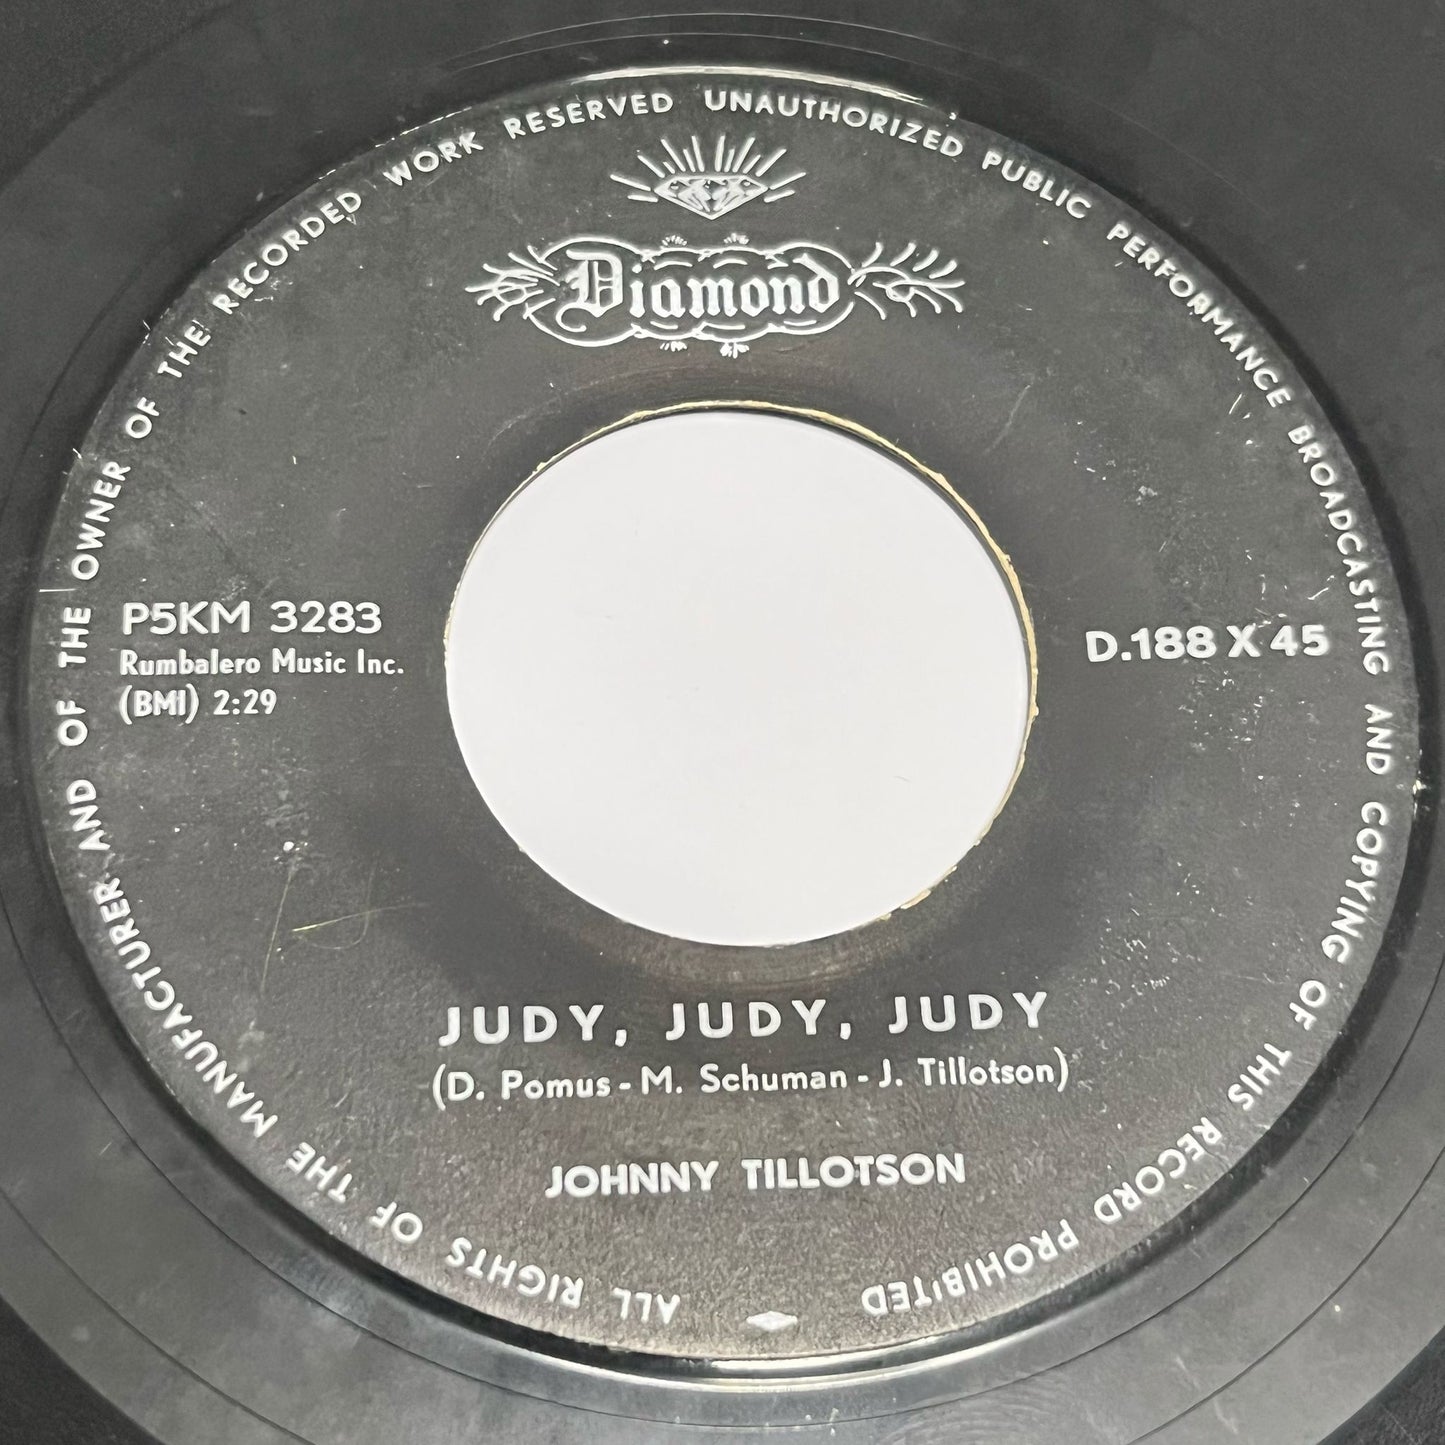 ALL RIGHTS OF THE MANUFACTURER AND OF THE OWNER OF THE RECORDED WORK RESERVED UNAUTHORIZED PUBLIC PERFORMANCE BROADCASTING AND COPYING OF THIS RECORD PROHIBITED
Diamond
P5KM 3283
Rumbalero Music Inc.
(BMI) 2:29
D.188 X 45
JUDY, JUDY, JUDY
(D. Pomus - M. Schuman - J. Tillotson)
JOHNNY TILLOTSON